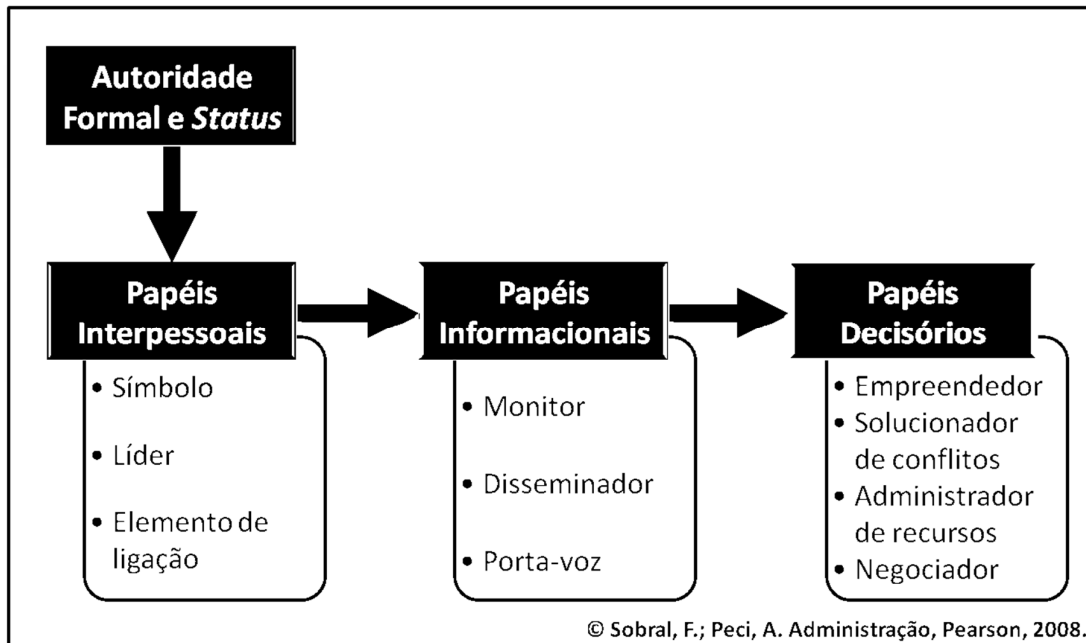 Autoridade
Formal e Status
Papéis
Interpessoais
• Símbolo
• Líder
• Elemento de
ligação
Papéis
Informacionais
• Monitor
• Disseminador
• Porta-voz
Papéis
Decisórios
• Empreendedor
• Solucionador
de conflitos
• Administrador
de recursos
• Negociador
© Sobral, F.; Peci, A. Administração, Pearson, 2008.